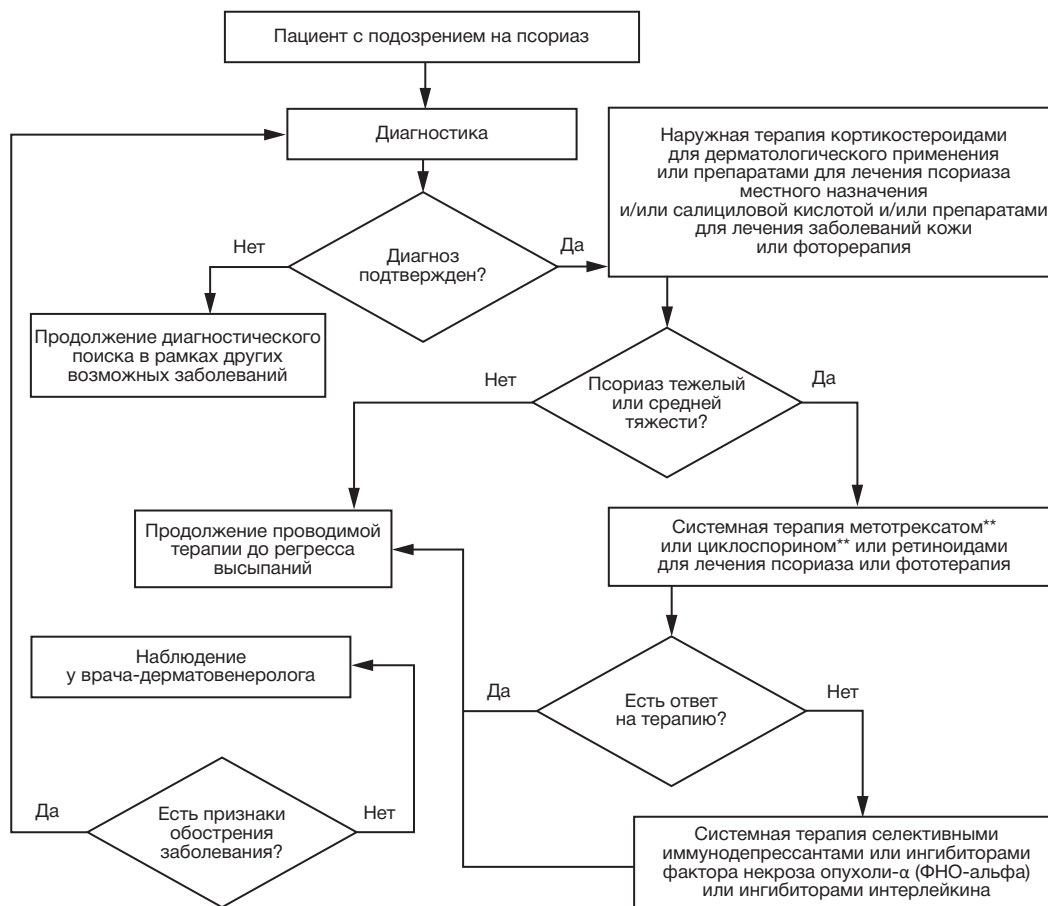 Пациент с подозрением на псориаз
Диагностика
Наружная терапия кортикостероидами
для дерматологического применения
или препаратами для лечения псориаза
местного назначения
и/или салициловой кислотой и/или препаратами
для лечения заболеваний кожи
или фоторерапия
Нет
Диагноз
подтвержден?
Да
Продолжение диагностического
поиска в рамках других
возможных заболеваний
Нет
Псориаз тяжелый
или средней
тяжести?
Да
Продолжение проводимой
терапии до регресса
высыпаний
Системная терапия метотрексатом**
или циклоспорином** или ретиноидами
для лечения псориаза или фототерапия
Наблюдение
у врача-дерматовенеролога
Да
Есть ответ
на терапию?
Нет
Да
Есть признаки
обострения
заболевания?
Нет
Системная терапия селективными
иммунодепрессантами или ингибиторами
фактора некроза опухоли-α (ФНО-альфа)
или ингибиторами интерлейкина